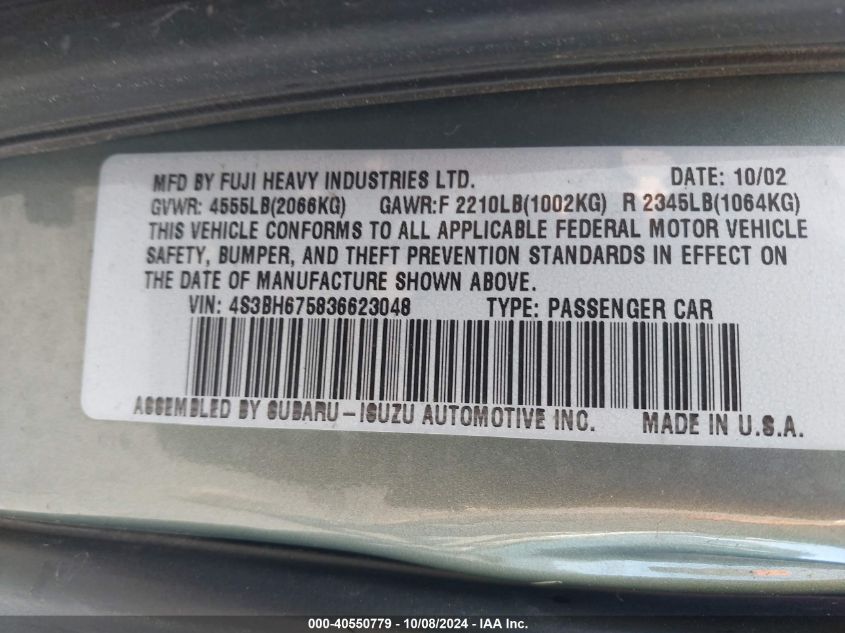 MFD BY FUJI HEAVY INDUSTRIES LTD. DATE: 10/02
GVWR: 4555LB(2066KG) GAWR:F 2210LB(1002KG) R 2345LB(1064KG)
THIS VEHICLE CONFORMS TO ALL APPLICABLE FEDERAL MOTOR VEHICLE
SAFETY, BUMPER, AND THEFT PREVENTION STANDARDS IN EFFECT ON
THE DATE OF MANUFACTURE SHOWN ABOVE.
VIN: 4S3BH675836623048 TYPE: PASSENGER CAR
ASSEMBLED BY SUBARU-ISUZU AUTOMOTIVE INC. MADE IN U.S.A.
000-40550779 - 10/08/2024 - IAA Inc.